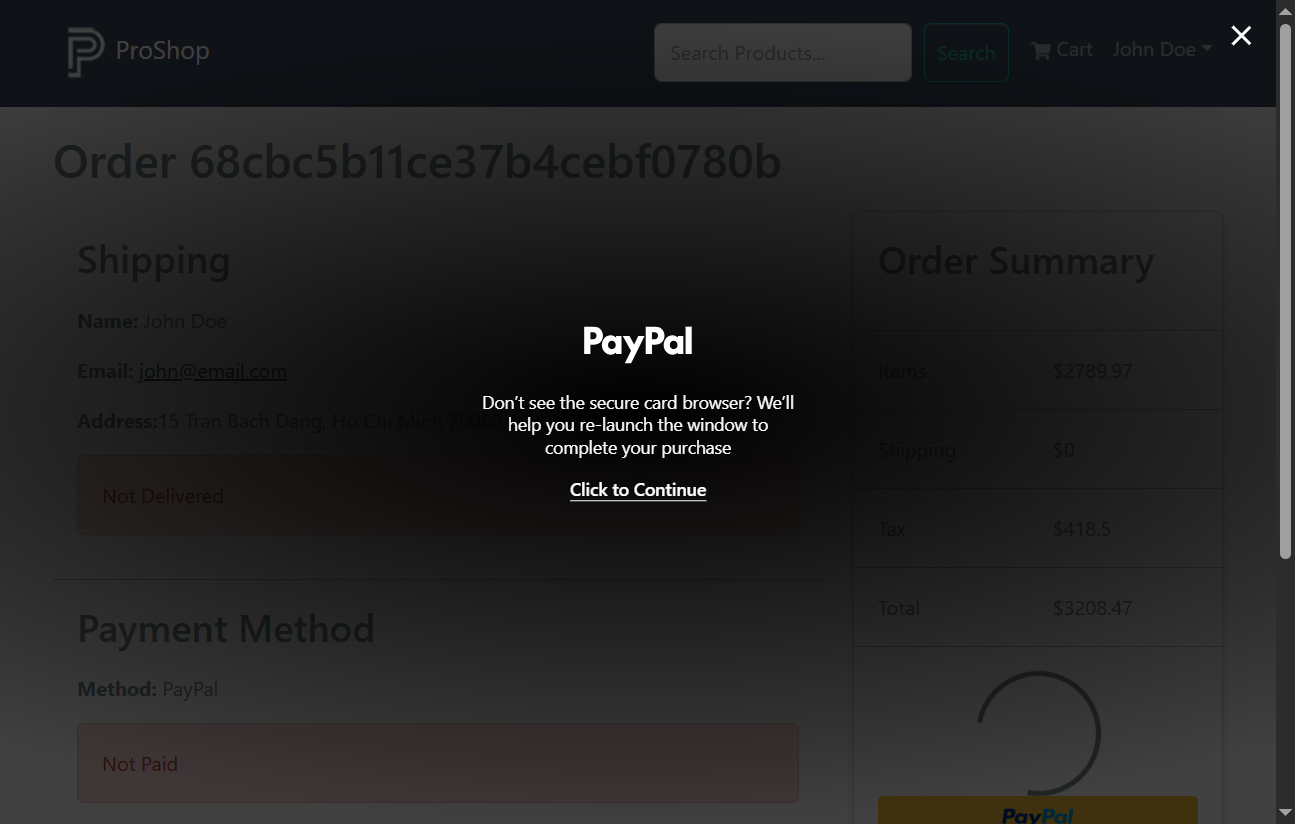 ProShop
Search Products...
Search
Cart
John Doe
Order 68cbc5b11ce37b4cebf0780b
Shipping
Name: John Doe
Email: john@email.com
Address:15 Tran Bach Dang, Ho Chi Minh 70000,
Not Delivered
Payment Method
Method: PayPal
Not Paid
Order Summary
Items $2789.97
Shipping $0
Tax $418.5
Total $3208.47
PayPal
PayPal
Don’t see the secure card browser? We’ll
help you re-launch the window to
complete your purchase
Click to Continue